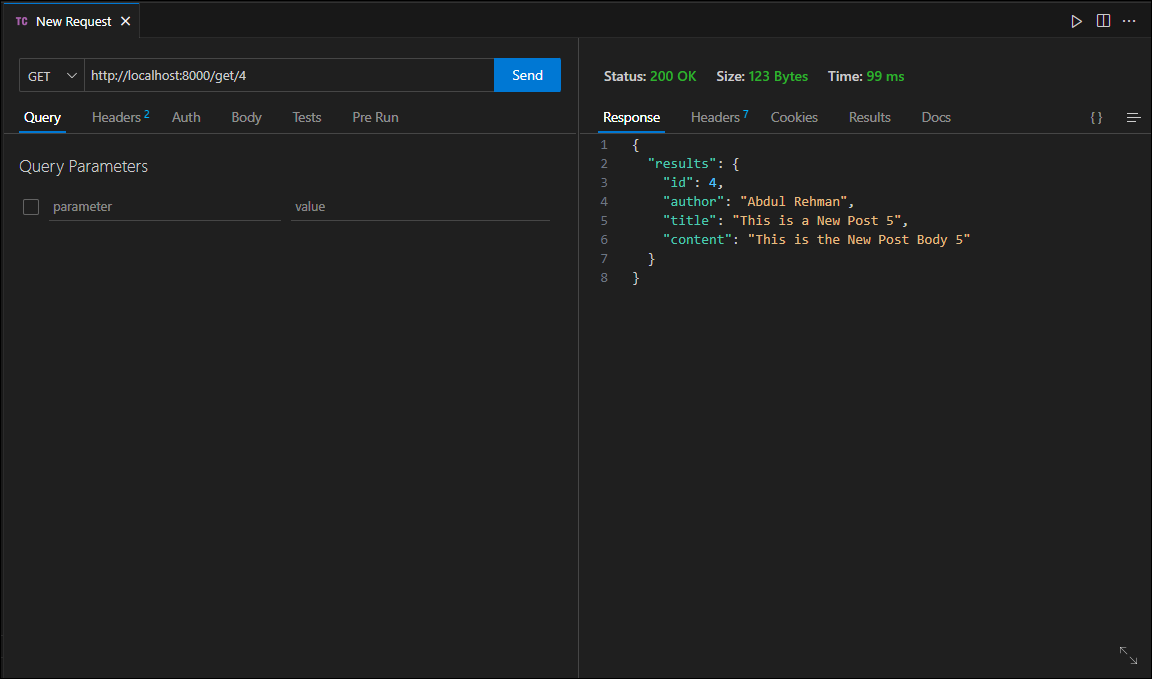 TC New Request
GET http://localhost:8000/get/4 Send
Query Headers 2 Auth Body Tests Pre Run
Query Parameters
parameter value
Status: 200 OK Size: 123 Bytes Time: 99 ms
Response Headers 7 Cookies Results Docs { }
1 {
2 "results": {
3 "id": 4,
4 "author": "Abdul Rehman",
5 "title": "This is a New Post 5",
6 "content": "This is the New Post Body 5"
7 }
8 }